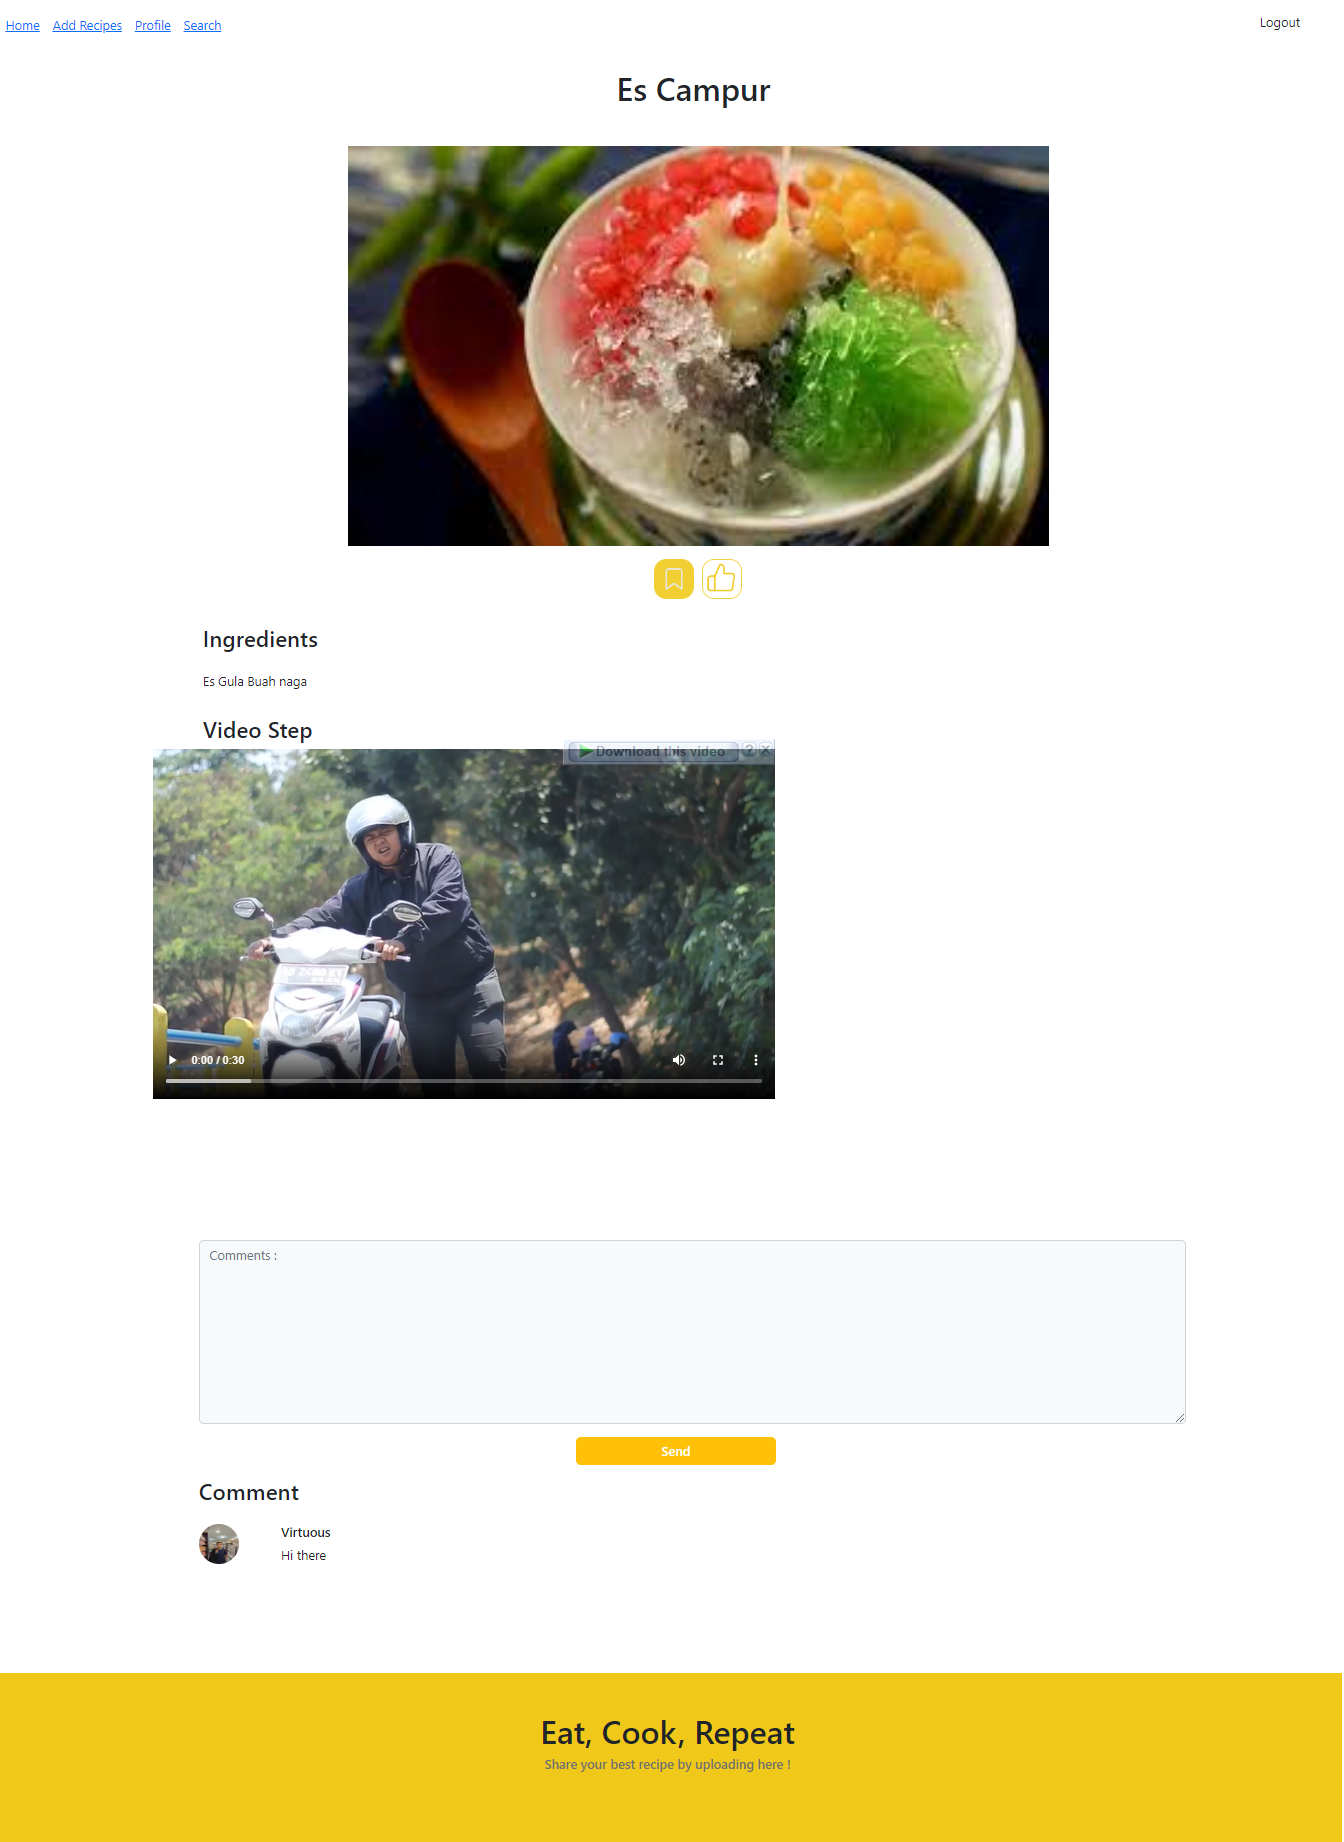 Home Add Recipes Profile Search Logout
Es Campur
Ingredients
Es Gula Buah naga
Video Step
Download this video ? X
0:00 / 0:30
Comments :
Send
Comment
Virtuous
Hi there
Eat, Cook, Repeat
Share your best recipe by uploading here !